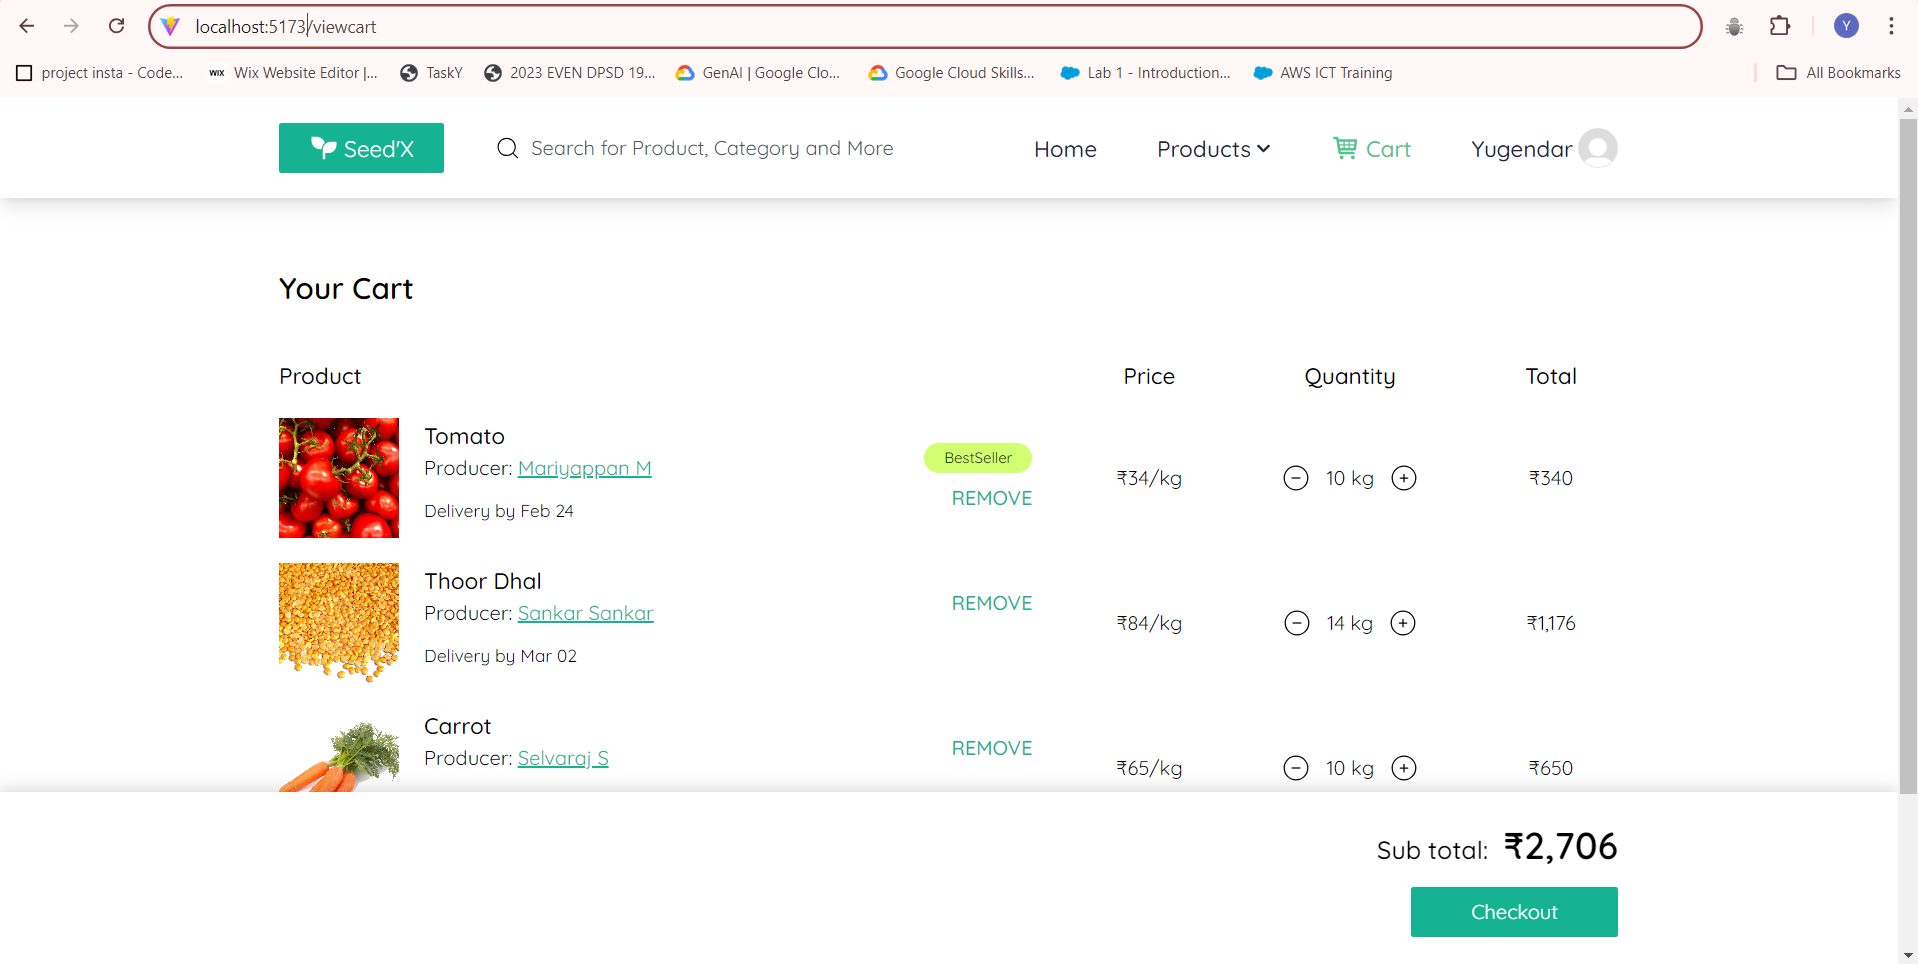 localhost:5173/viewcart
Y
project insta - Code...
WIX Wix Website Editor |...
TaskY
2023 EVEN DPSD 19...
GenAI | Google Clo...
Google Cloud Skills...
Lab 1 - Introduction...
AWS ICT Training
All Bookmarks
Seed'X
Search for Product, Category and More
Home
Products
Cart
Yugendar
Your Cart
Product Price Quantity Total
Tomato
Producer: Mariyappan M
Delivery by Feb 24
BestSeller
REMOVE
₹34/kg
10 kg
₹340
Thoor Dhal
Producer: Sankar Sankar
Delivery by Mar 02
REMOVE
₹84/kg
14 kg
₹1,176
Carrot
Producer: Selvaraj S
REMOVE
₹65/kg
10 kg
₹650
Sub total: ₹2,706
Checkout